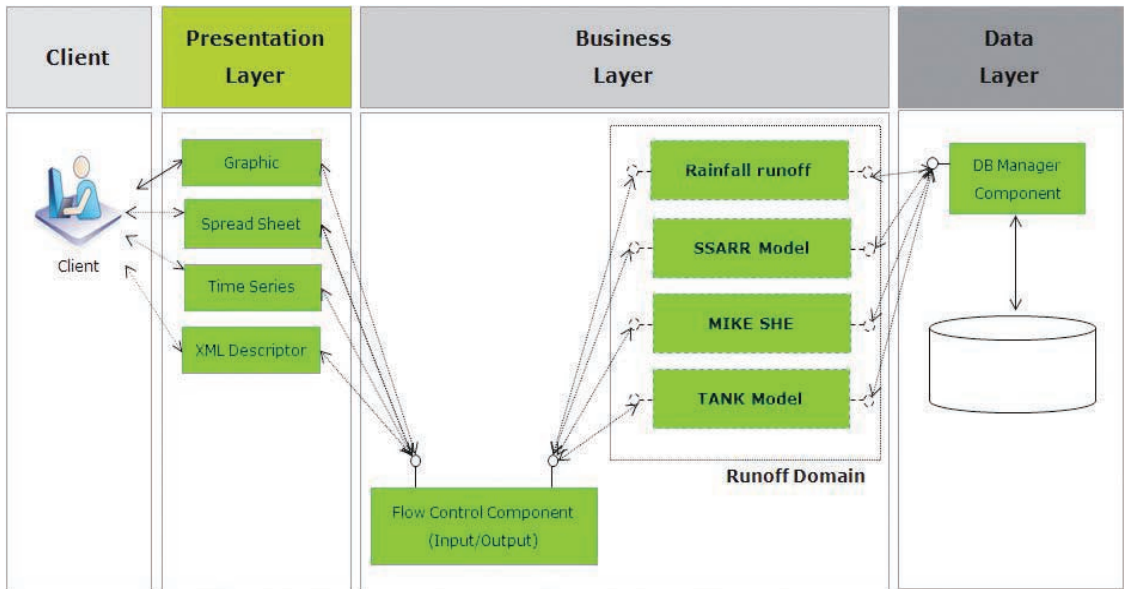 Client
Presentation
Layer
Business
Layer
Data
Layer
Client
Graphic
Spread Sheet
Time Series
XML Descriptor
Flow Control Component
(Input/Output)
Rainfall runoff
SSARR Model
MIKE SHE
TANK Model
Runoff Domain
DB Manager
Component